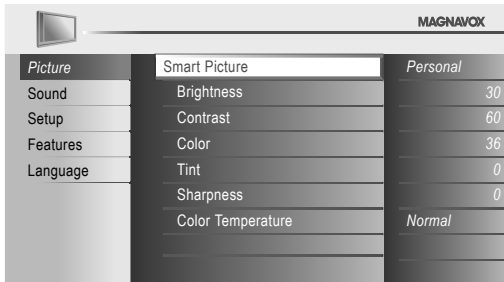 MAGNAVOX
Picture
Sound
Setup
Features
Language
Smart Picture Personal
Brightness 30
Contrast 60
Color 36
Tint 0
Sharpness 0
Color Temperature Normal